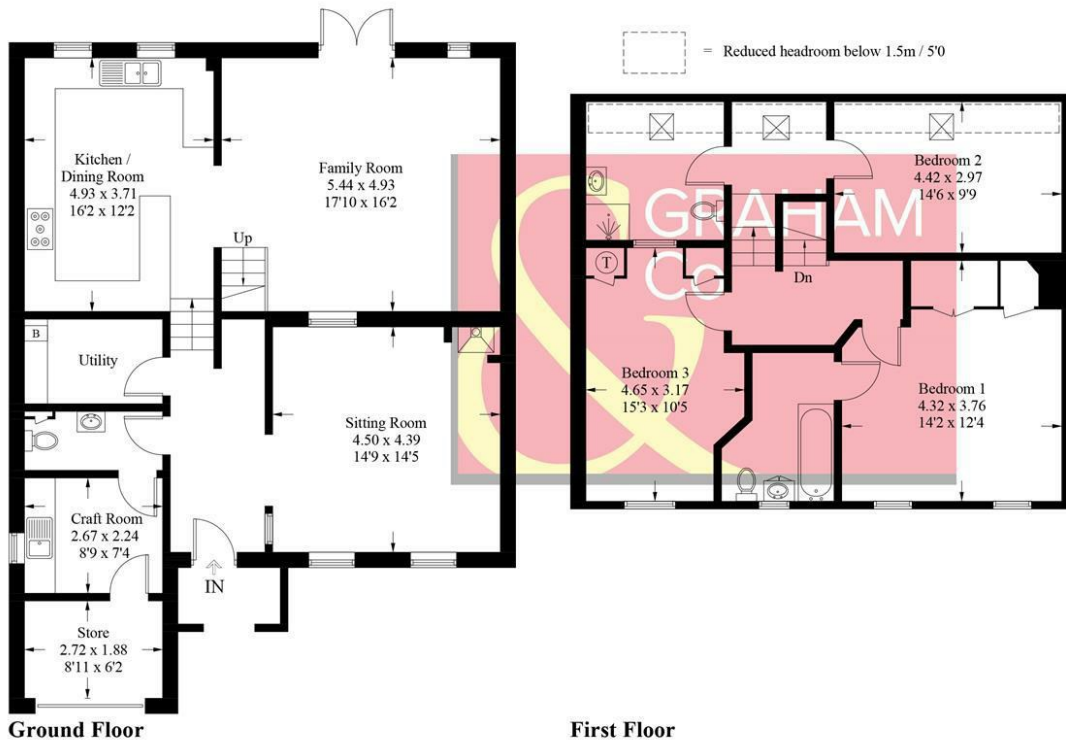 = Reduced headroom below 1.5m / 5'0
Kitchen /
Dining Room
4.93 x 3.71
16'2 x 12'2
Family Room
5.44 x 4.93
17'10 x 16'2
Up
B
Utility
Sitting Room
4.50 x 4.39
14'9 x 14'5
Craft Room
2.67 x 2.24
8'9 x 7'4
IN
Store
2.72 x 1.88
8'11 x 6'2
Ground Floor
Bedroom 2
4.42 x 2.97
14'6 x 9'9
& GRAHAM
Co
T
Dn
Bedroom 3
4.65 x 3.17
15'3 x 10'5
Bedroom 1
4.32 x 3.76
14'2 x 12'4
First Floor